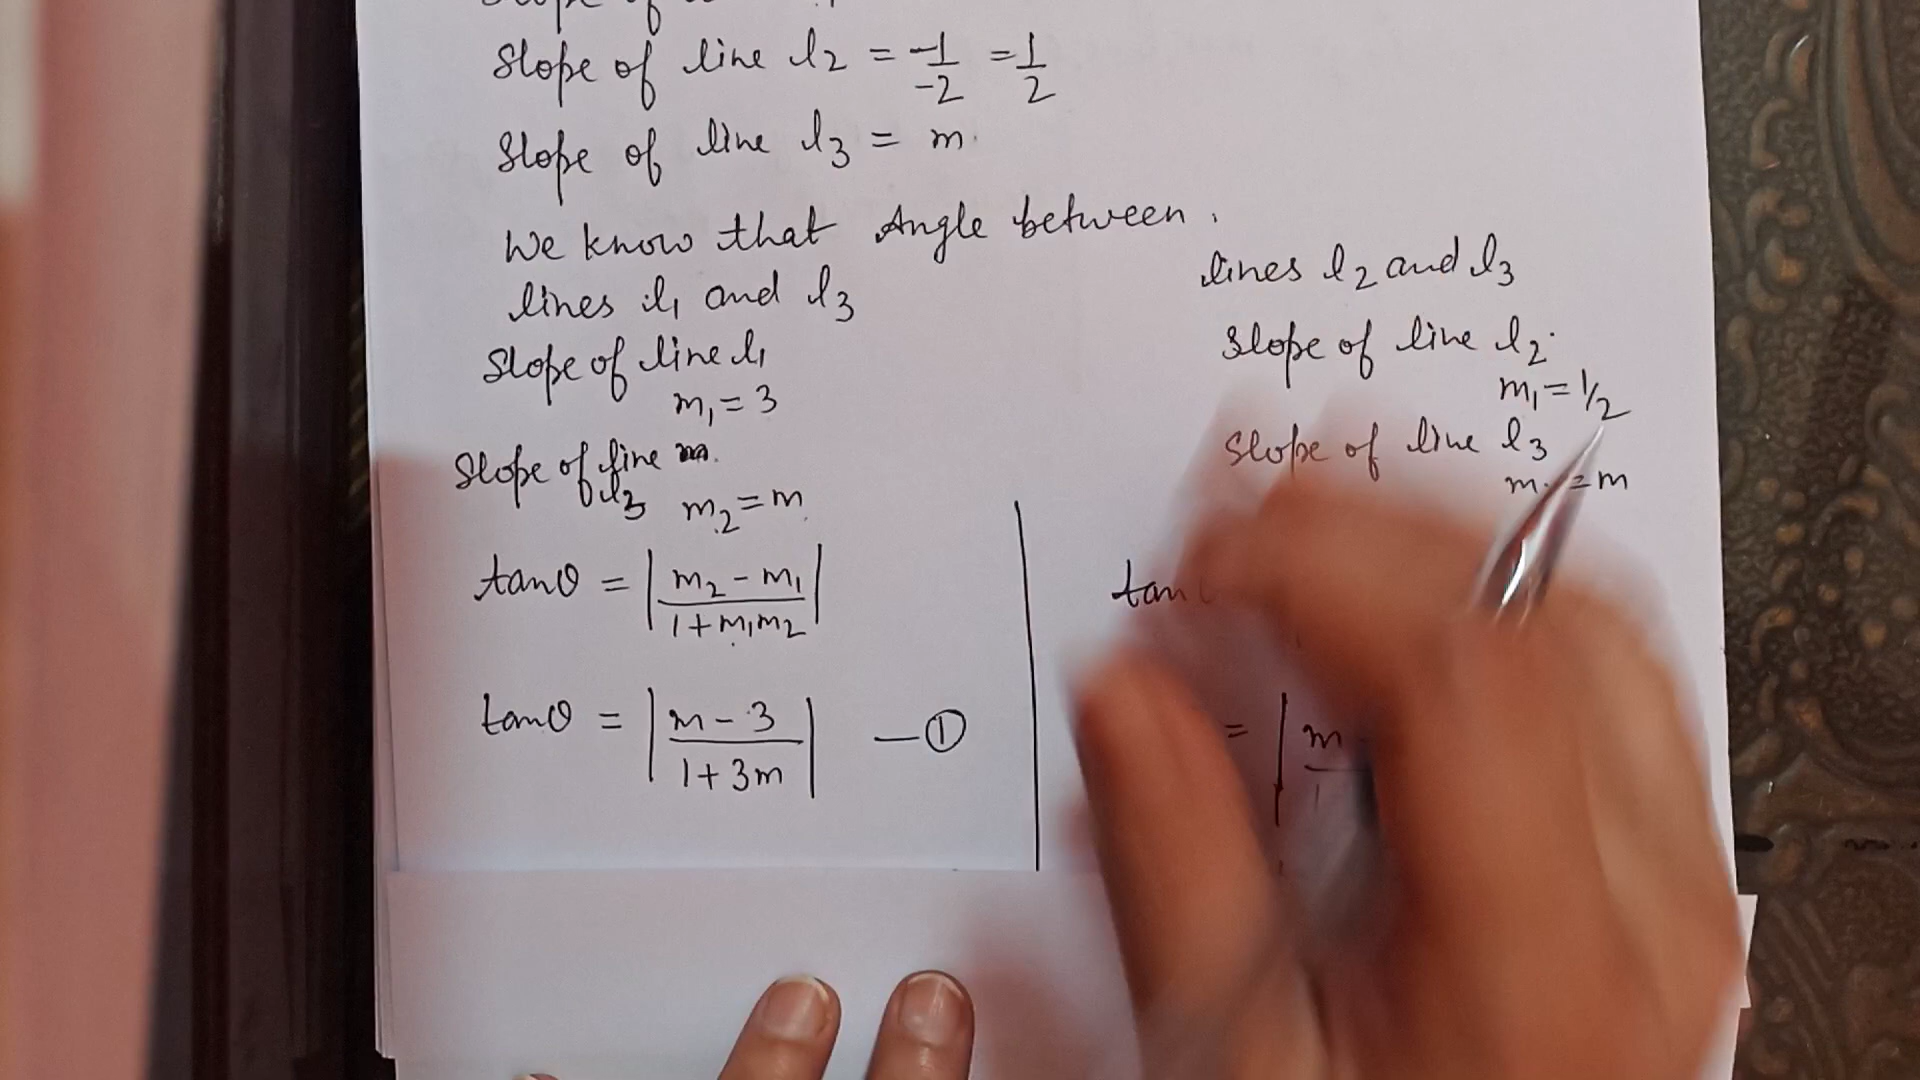 Slope of line l2 = -1/-2 = 1/2
Slope of line l3 = m.
We know that Angle between
lines l1 and l3
Slope of line l1
m1 = 3
Slope of line
l3 m2 = m
tanθ = |m2 - m1 / 1 + m1m2|
tanθ = |m - 3 / 1 + 3m| — ①
lines l2 and l3
Slope of line l2
m1 = 1/2
Slope of line l3
= m
tan
= | m